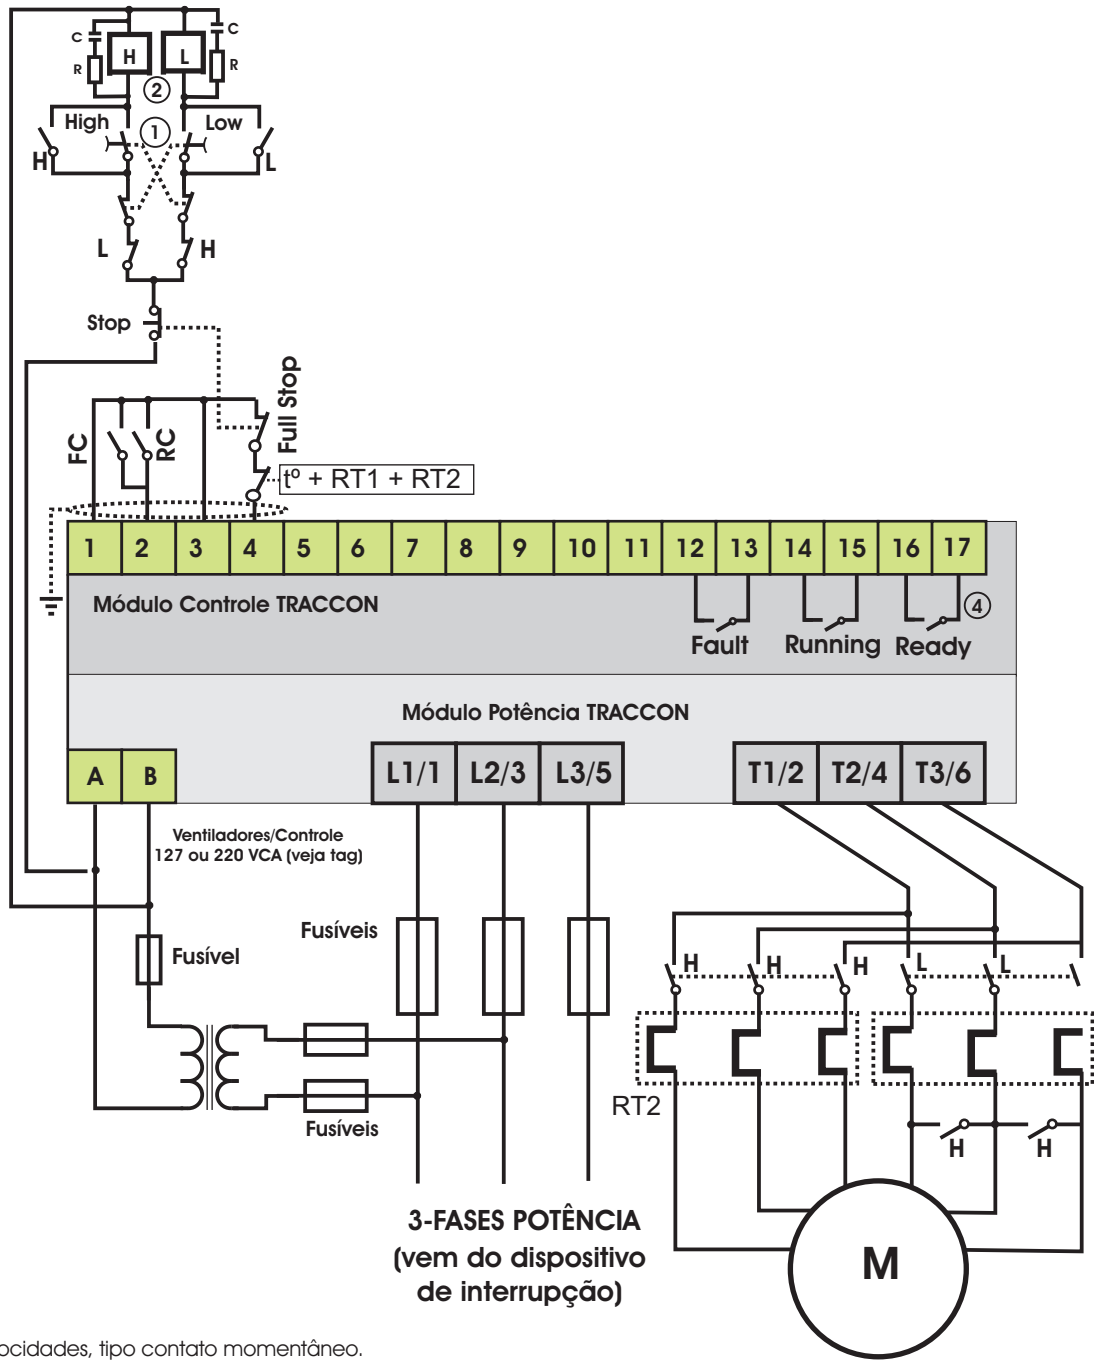 C
C
R
H
L
R
2
High
1
Low
H
L
L
H
Stop
Full Stop
FC
RC
tº + RT1 + RT2
1 2 3 4 5 6 7 8 9 10 11 12 13 14 15 16 17
Módulo Controle TRACCON
4
Fault
Running
Ready
Módulo Potência TRACCON
A B
L1/1 L2/3 L3/5
T1/2 T2/4 T3/6
Ventiladores/Controle
127 ou 220 VCA (veja tag)
Fusíveis
Fusível
H H H L L
RT2
Fusíveis
H H
3-FASES POTÊNCIA
(vem do dispositivo
de interrupção)
M
ocidades, tipo contato momentâneo.